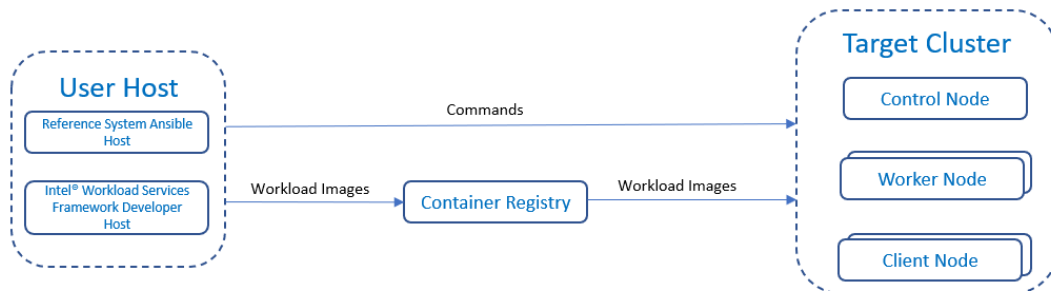 User Host
Reference System Ansible
Host
Intel® Workload Services
Framework Developer
Host
Commands
Workload Images
Container Registry
Workload Images
Target Cluster
Control Node
Worker Node
Client Node